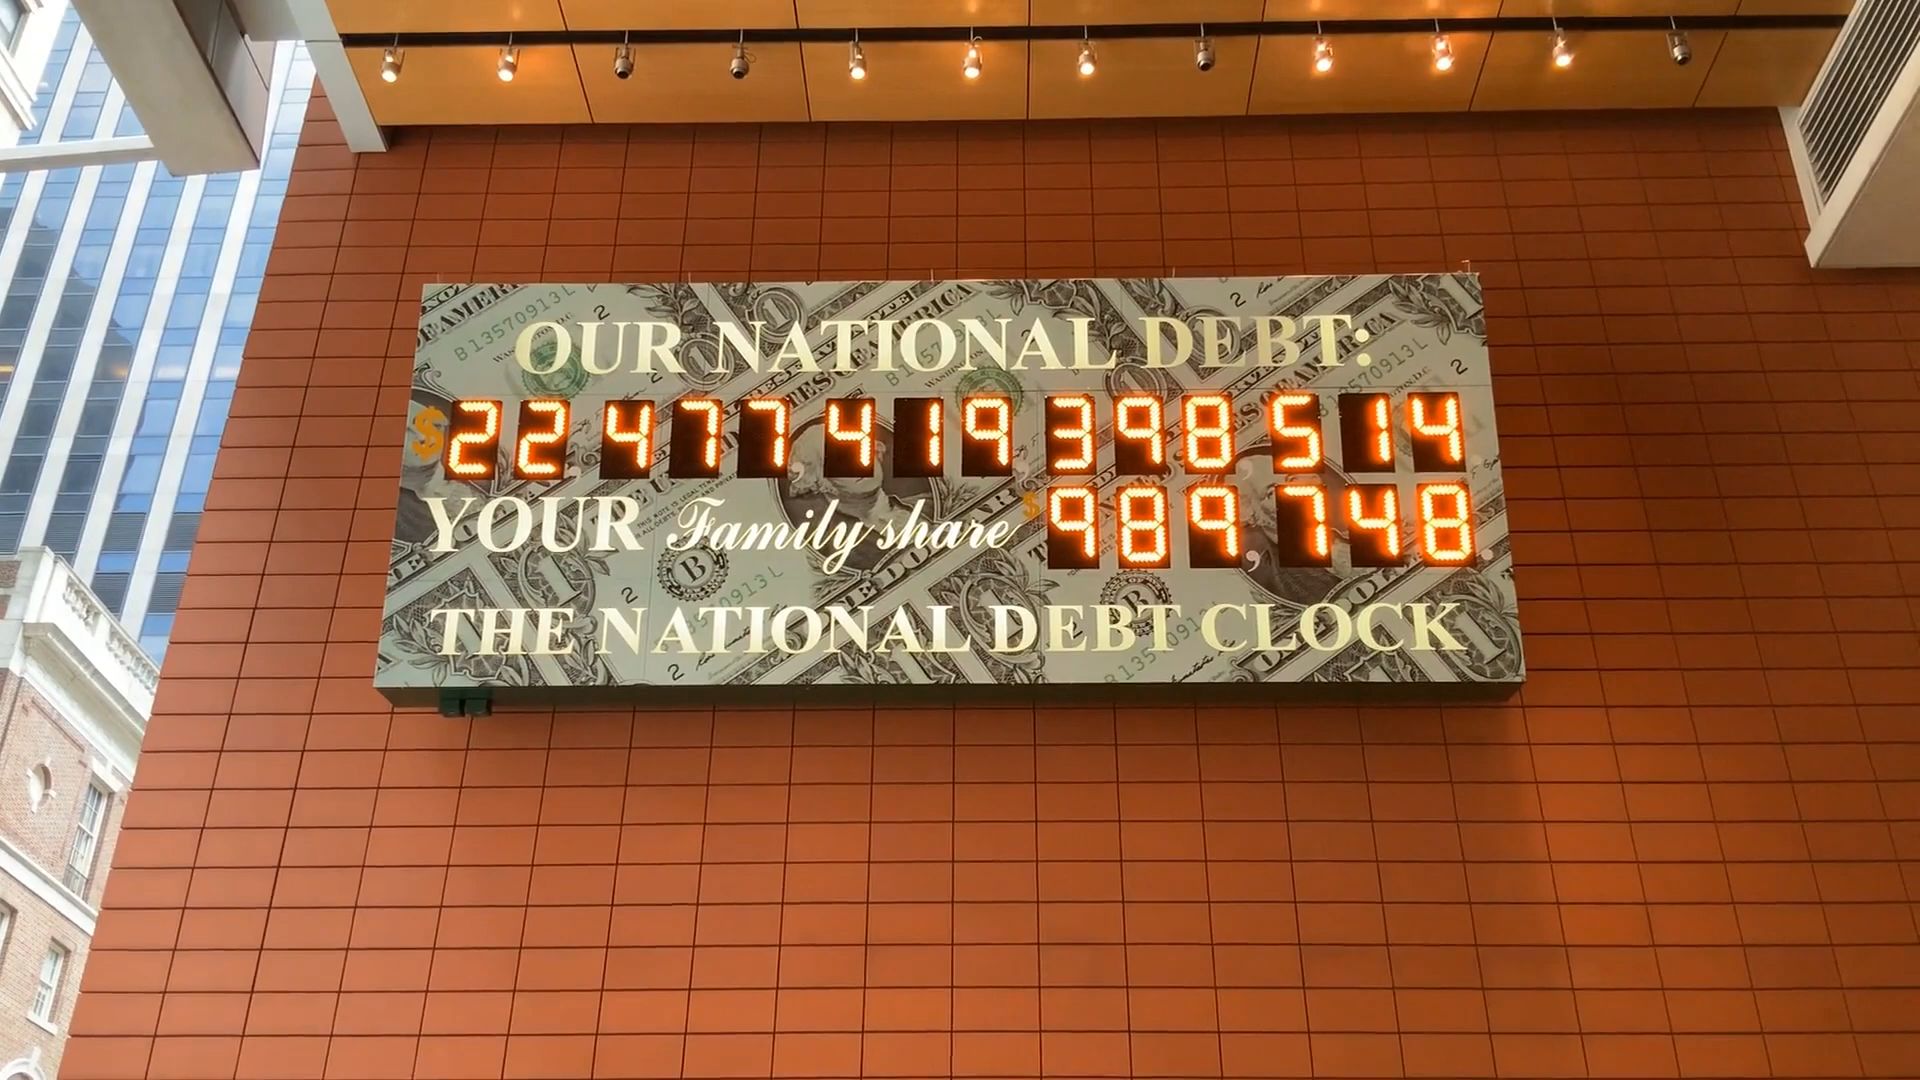 OUR NATIONAL DEBT:
$22,477,419,398,514
YOUR Family share $989,748
THE NATIONAL DEBT CLOCK